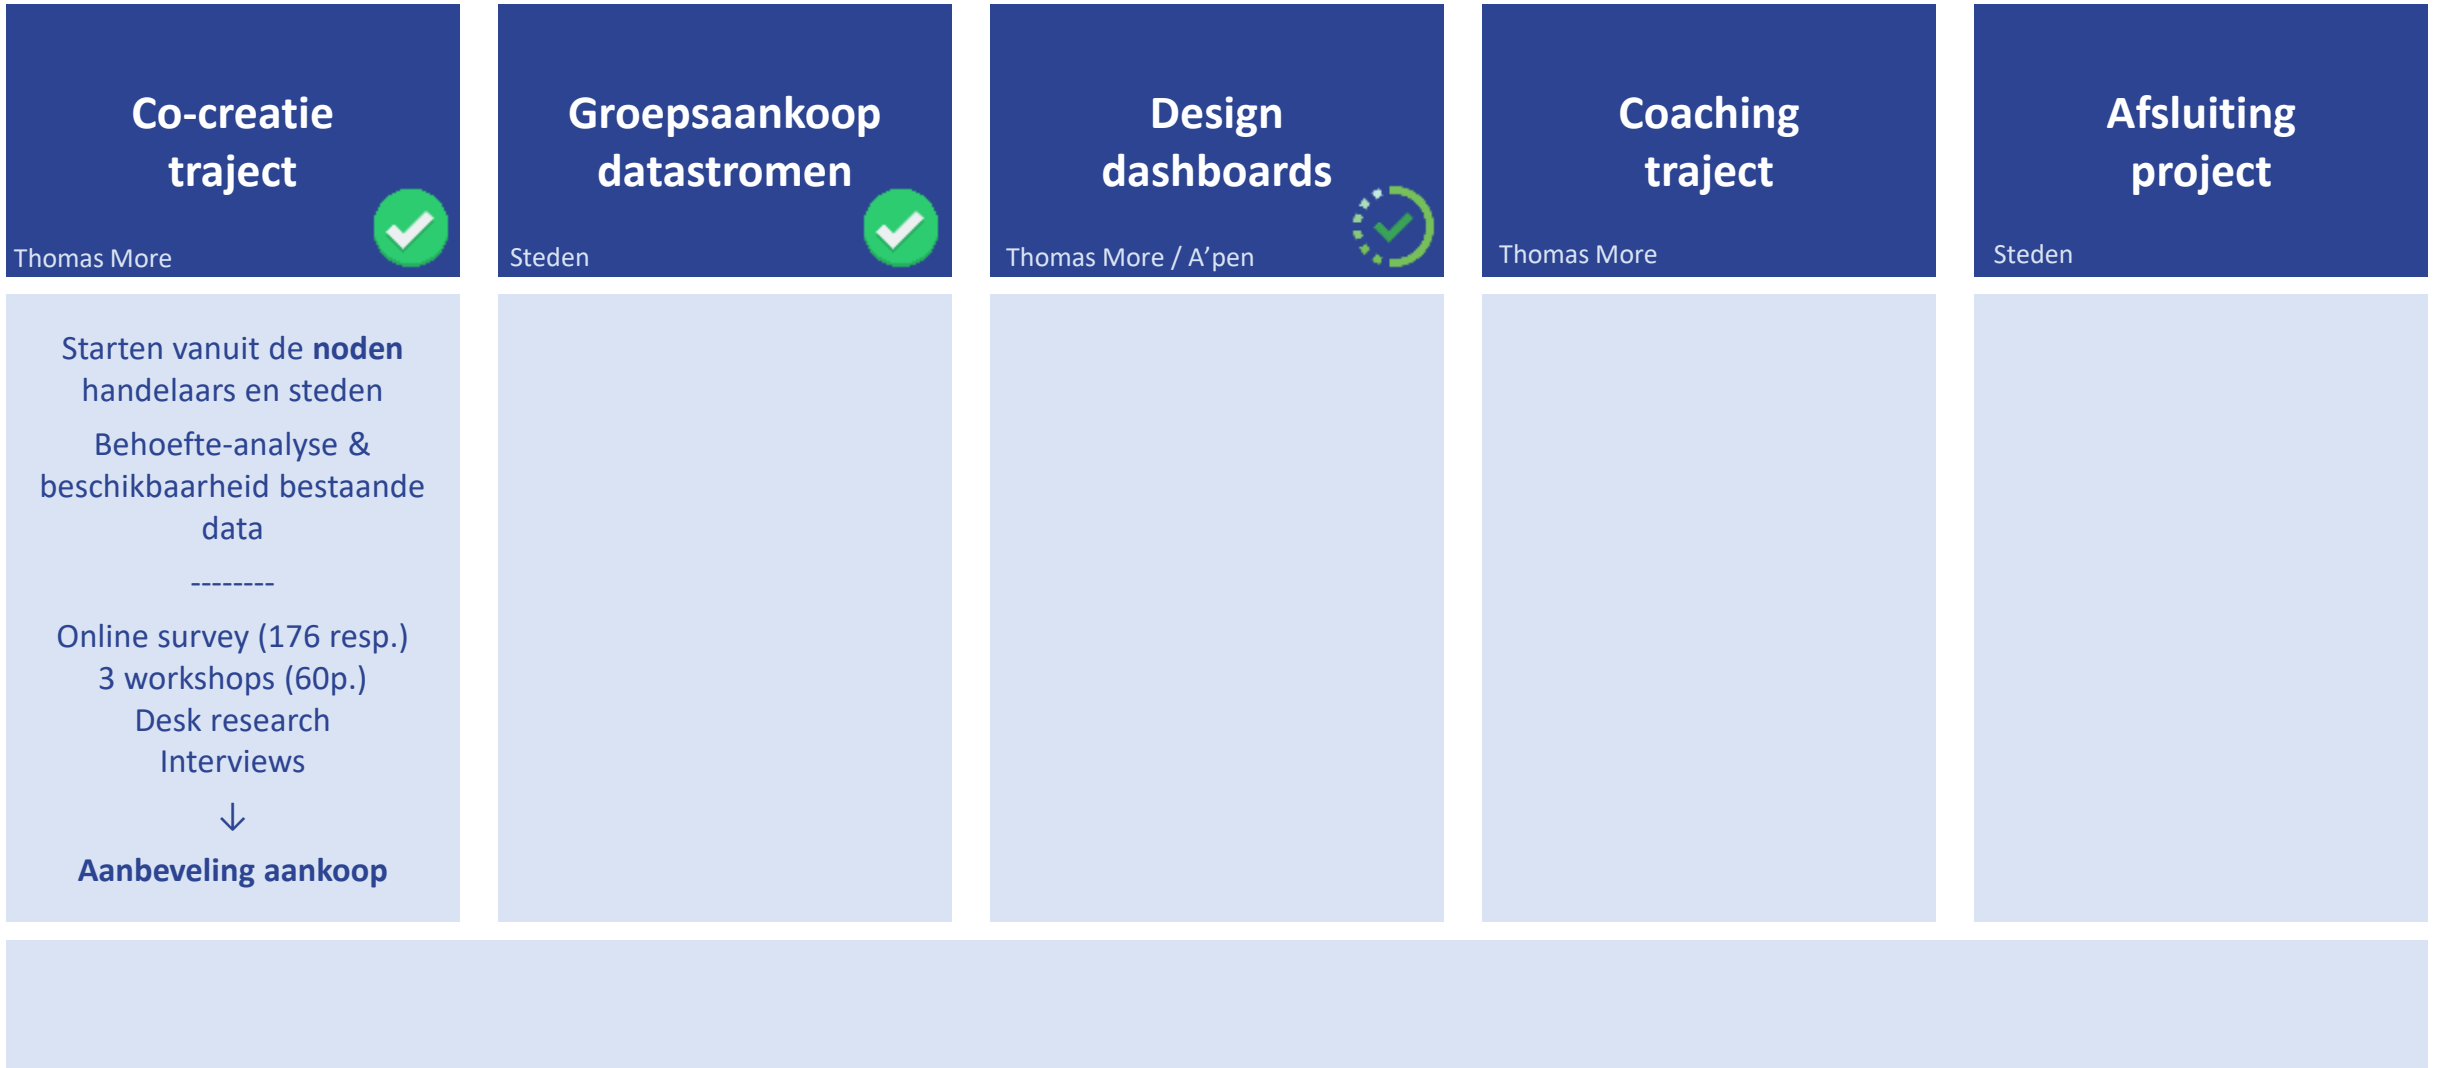 Co-creatie
traject
Thomas More
Groepsaankoop
datastromen
Steden
Design
dashboards
Thomas More / A’pen
Coaching
traject
Thomas More
Afsluiting
project
Steden
Starten vanuit de noden
handelaars en steden
Behoefte-analyse &
beschikbaarheid bestaande
data
--------
Online survey (176 resp.)
3 workshops (60p.)
Desk research
Interviews
↓
Aanbeveling aankoop